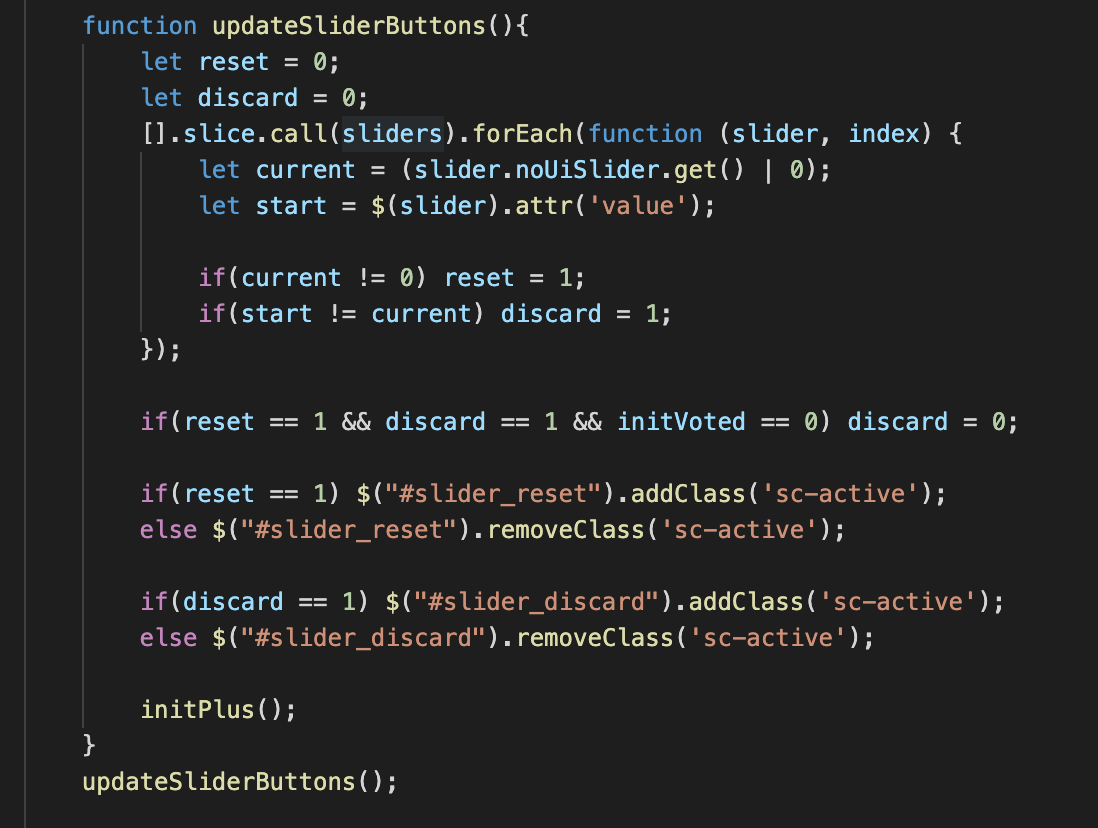 function updateSliderButtons(){
let reset = 0;
let discard = 0;
[].slice.call(sliders).forEach(function (slider, index) {
let current = (slider.noUiSlider.get() | 0);
let start = $(slider).attr('value');
if(current != 0) reset = 1;
if(start != current) discard = 1;
});
if(reset == 1 && discard == 1 && initVoted == 0) discard = 0;
if(reset == 1) $("#slider_reset").addClass('sc-active');
else $("#slider_reset").removeClass('sc-active');
if(discard == 1) $("#slider_discard").addClass('sc-active');
else $("#slider_discard").removeClass('sc-active');
initPlus();
}
updateSliderButtons();